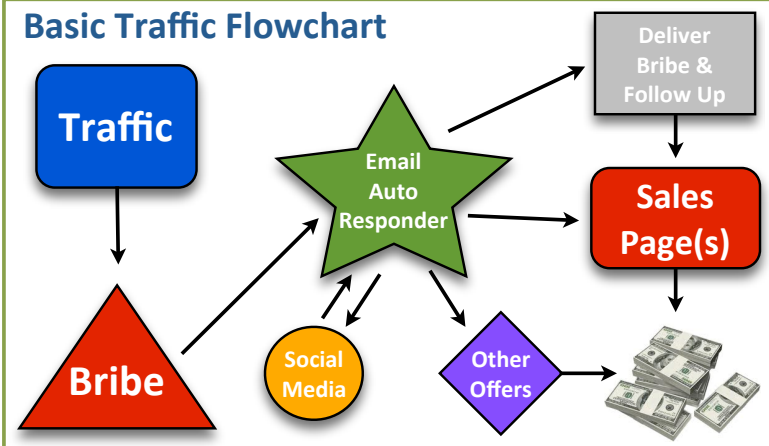 Basic Traffic Flowchart
Traffic
Bribe
Email
Auto
Responder
Social
Media
Other
Offers
Deliver
Bribe &
Follow Up
Sales
Page(s)